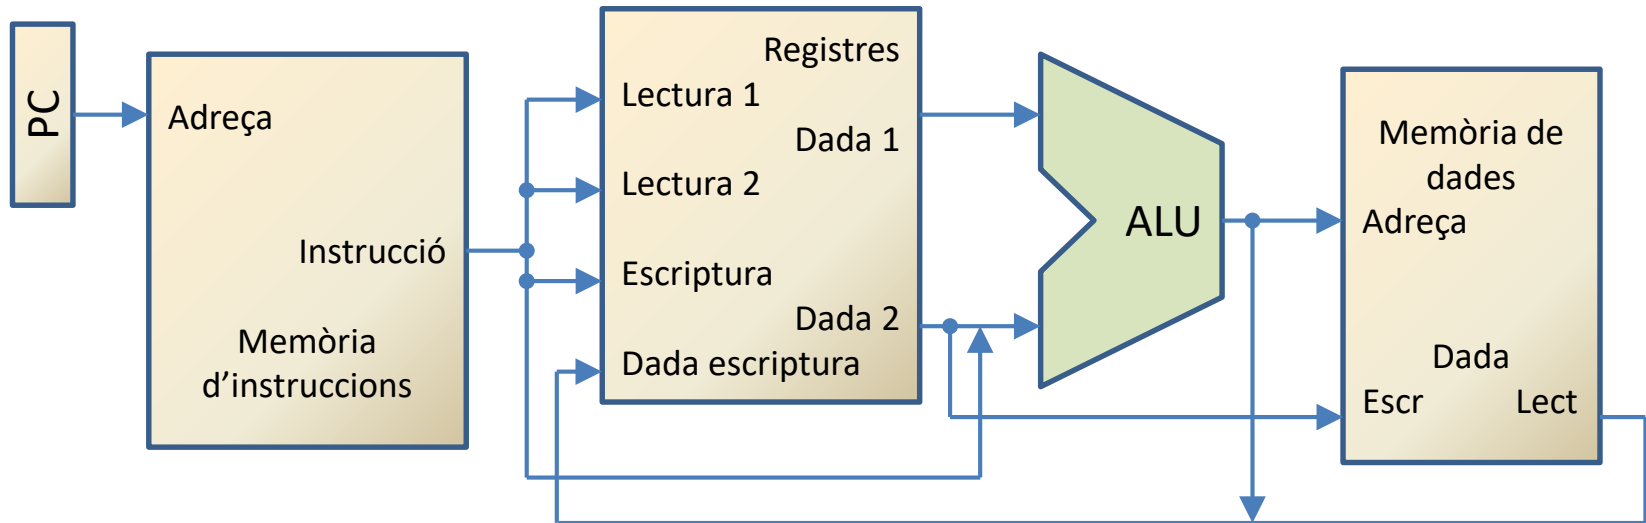 PC
Adreça
Instrucció
Memòria
d’instruccions
Registres
Lectura 1
Dada 1
Lectura 2
Escriptura
Dada 2
Dada escriptura
ALU
Memòria de
dades
Adreça
Dada
Escr
Lect